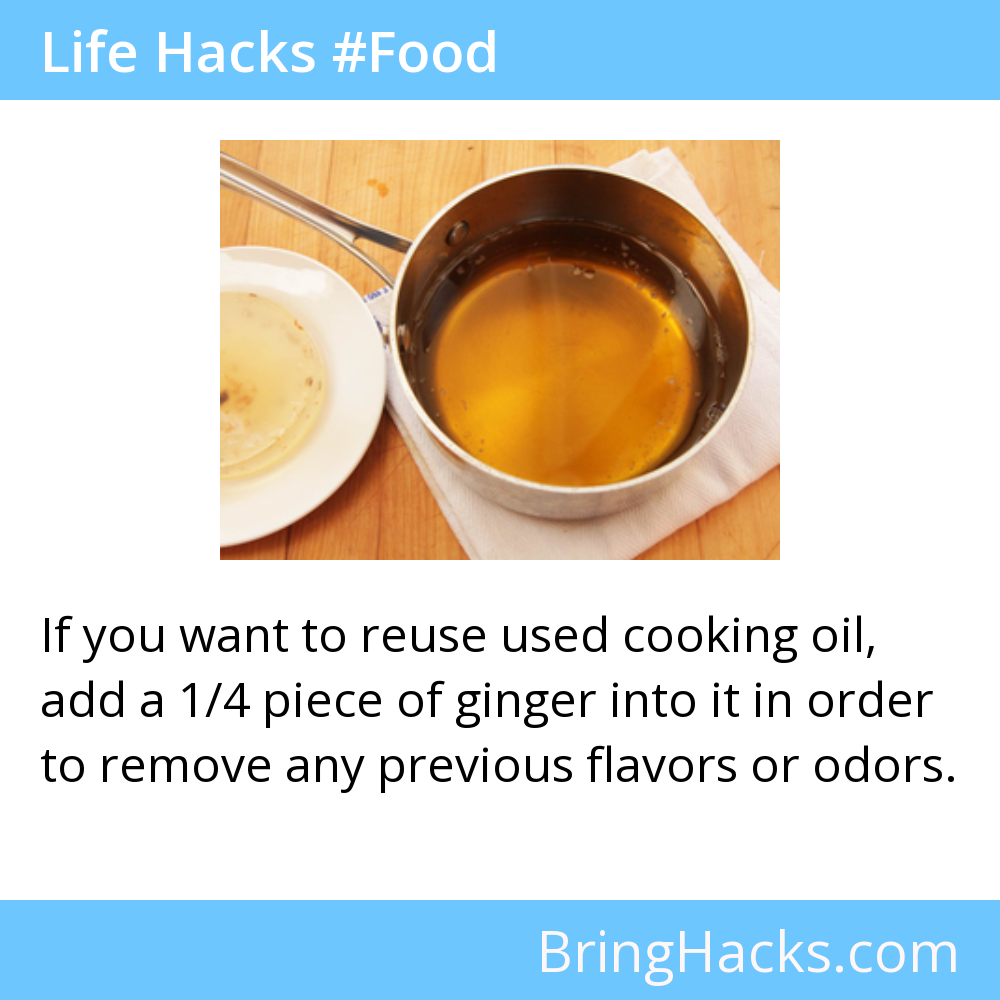 Life Hacks #Food
If you want to reuse used cooking oil,
add a 1/4 piece of ginger into it in order
to remove any previous flavors or odors.
BringHacks.com